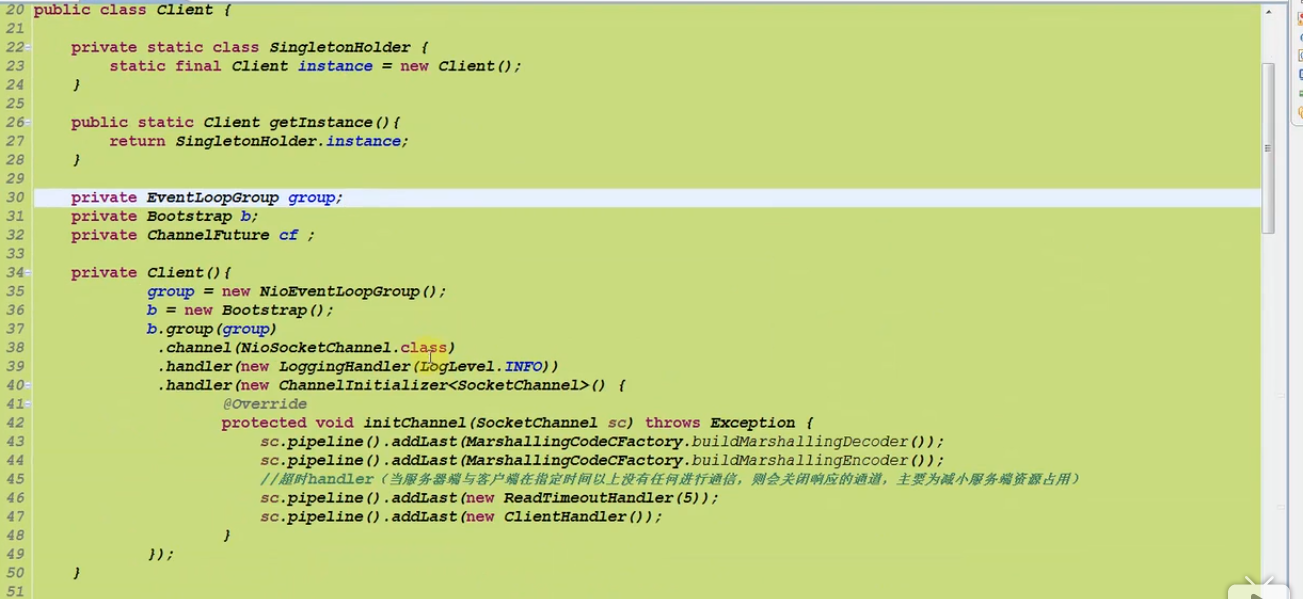 20 public class Client {
21
22 private static class SingletonHolder {
23 static final Client instance = new Client();
24 }
25
26 public static Client getInstance(){
27 return SingletonHolder.instance;
28 }
29
30 private EventLoopGroup group;
31 private Bootstrap b;
32 private ChannelFuture cf ;
33
34 private Client(){
35 group = new NioEventLoopGroup();
36 b = new Bootstrap();
37 b.group(group)
38 .channel(NioSocketChannel.class)
39 .handler(new LoggingHandler(LogLevel.INFO))
40 .handler(new ChannelInitializer<SocketChannel>() {
41 @Override
42 protected void initChannel(SocketChannel sc) throws Exception {
43 sc.pipeline().addLast(MarshallingCodeCFactory.buildMarshallingDecoder());
44 sc.pipeline().addLast(MarshallingCodeCFactory.buildMarshallingEncoder());
45 //超时handler（当服务器端与客户端在指定时间以上没有任何进行通信，则会关闭响应的通道，主要为减小服务端资源占用）
46 sc.pipeline().addLast(new ReadTimeoutHandler(5));
47 sc.pipeline().addLast(new ClientHandler());
48 }
49 });
50 }
51